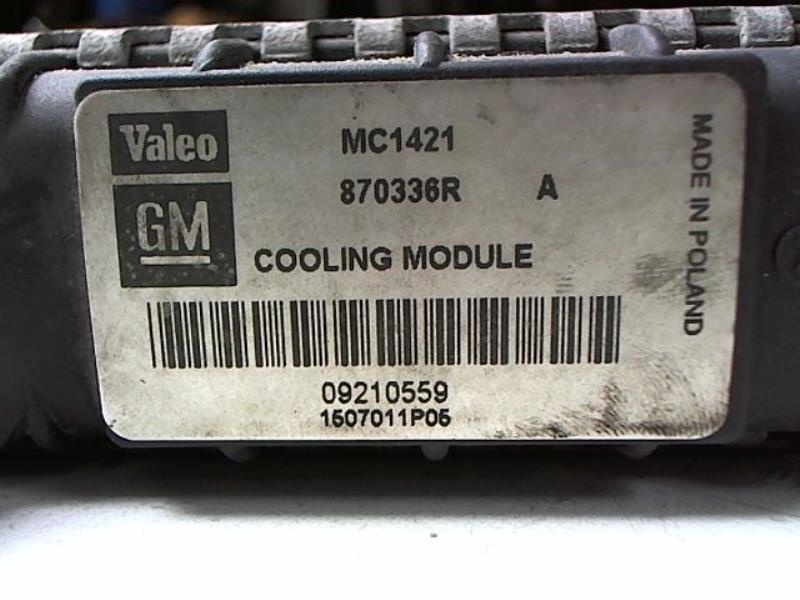 Valeo
MC1421
870336R A
GM
COOLING MODULE
09210559
1507011P05
MADE IN POLAND